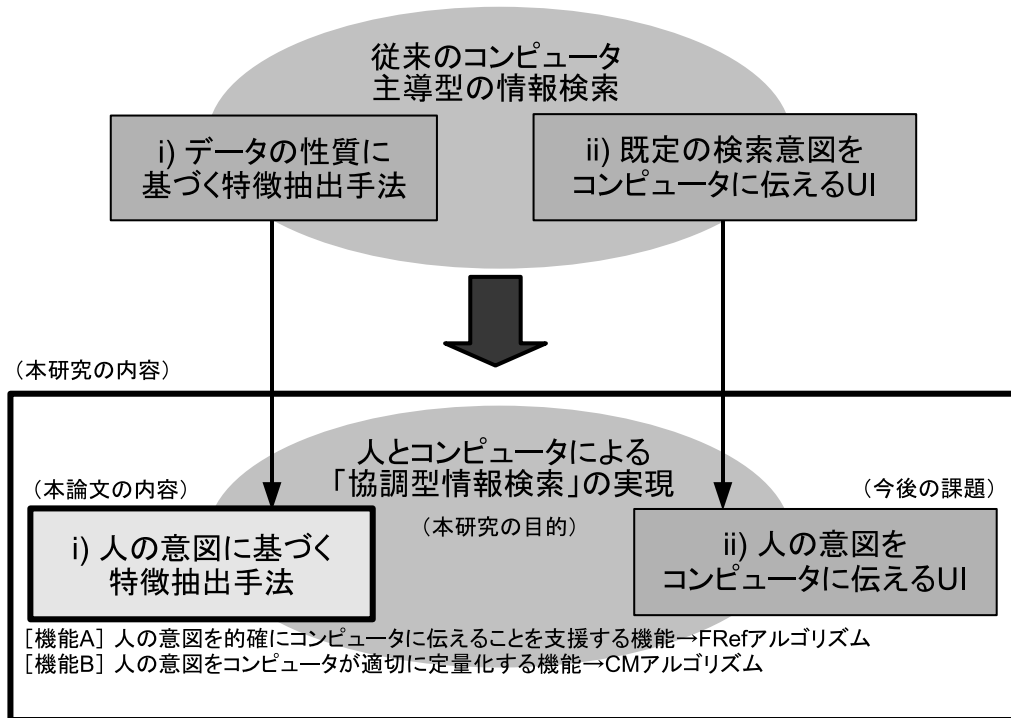 従来のコンピュータ
主導型の情報検索
i) データの性質に
基づく特徴抽出手法
ii) 既定の検索意図を
コンピュータに伝えるUI
（本研究の内容）
人とコンピュータによる
「協調型情報検索」の実現
（本研究の目的）
（本論文の内容）
i) 人の意図に基づく
特徴抽出手法
（今後の課題）
ii) 人の意図を
コンピュータに伝えるUI
［機能A］人の意図を的確にコンピュータに伝えることを支援する機能→FRefアルゴリズム
［機能B］人の意図をコンピュータが適切に定量化する機能→CMアルゴリズム